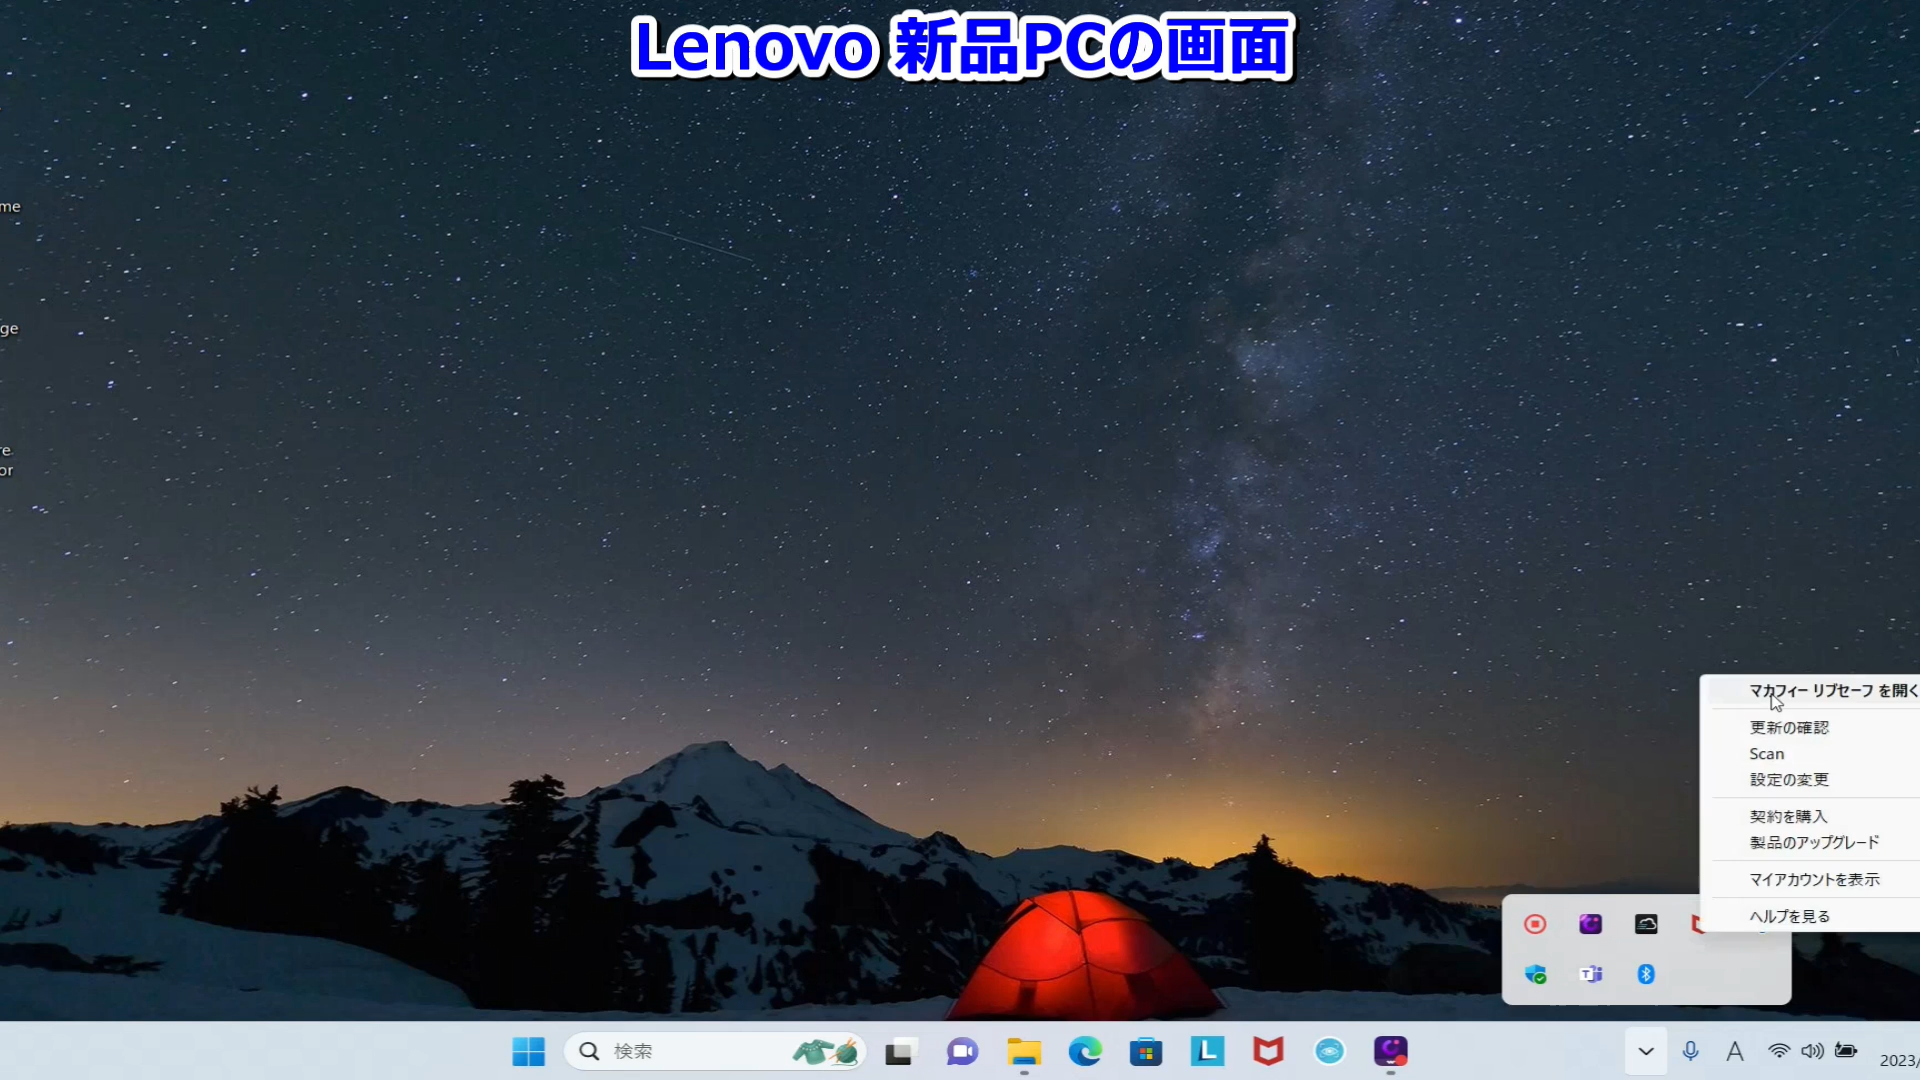 Lenovo 新品PCの画面
me
ge
re
or
マカフィー リブセーフ を開く
更新の確認
Scan
設定の変更
契約を購入
製品のアップグレード
マイアカウントを表示
ヘルプを見る
検索
A
2023/